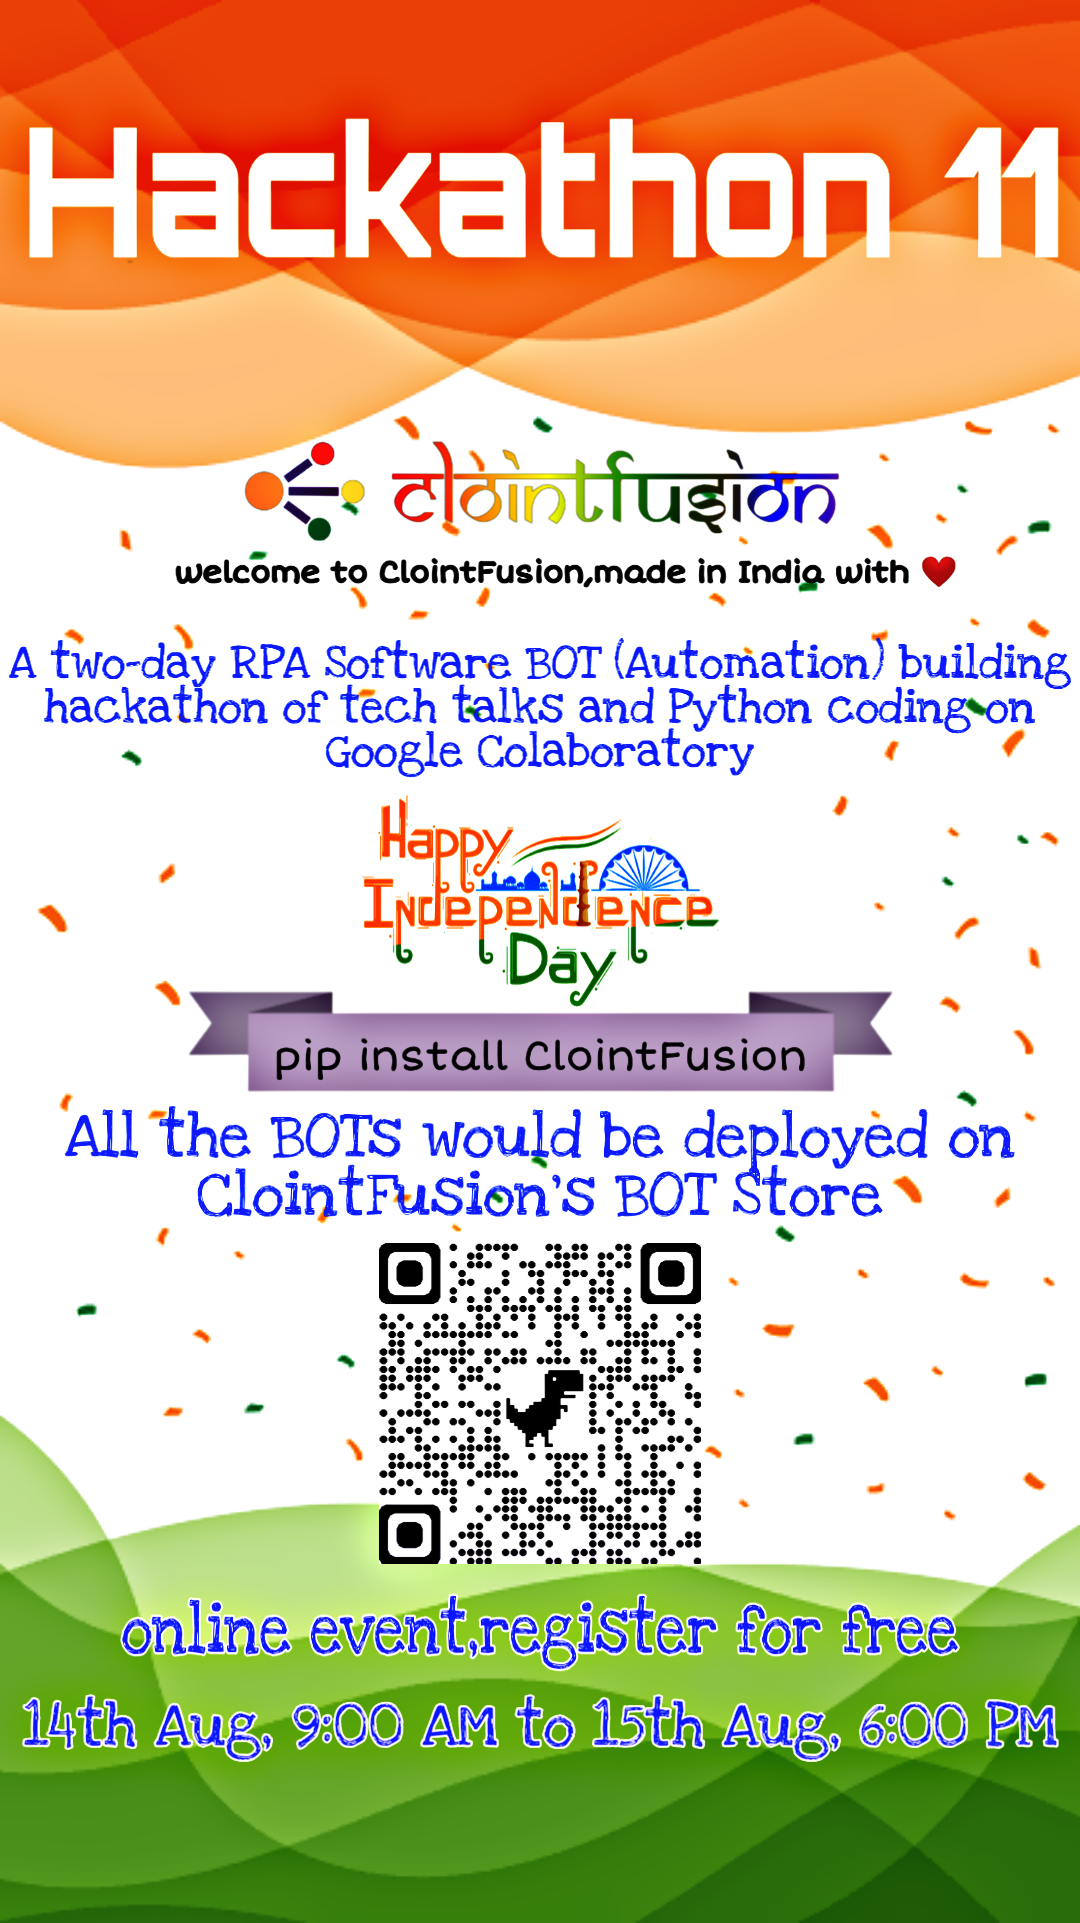 Hackathon 11
clointfusion
welcome to ClointFusion,made in India with ❤️
A two-day RPA Software BOT (Automation) building
hackathon of tech talks and Python coding on
Google Colaboratory
Happy
Independence
Day
pip install ClointFusion
All the BOTs would be deployed on
ClointFusion's BOT Store
online event,register for free
14th Aug, 9:00 AM to 15th Aug, 6:00 PM